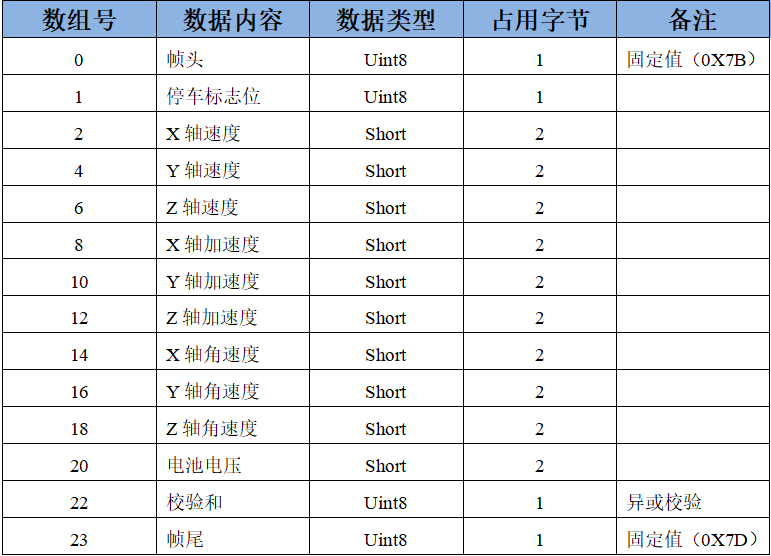 数组号 数据内容 数据类型 占用字节 备注
0 帧头 Uint8 1 固定值（0X7B）
1 停车标志位 Uint8 1
2 X 轴速度 Short 2
4 Y 轴速度 Short 2
6 Z 轴速度 Short 2
8 X 轴加速度 Short 2
10 Y 轴加速度 Short 2
12 Z 轴加速度 Short 2
14 X 轴角速度 Short 2
16 Y 轴角速度 Short 2
18 Z 轴角速度 Short 2
20 电池电压 Short 2
22 校验和 Uint8 1 异或校验
23 帧尾 Uint8 1 固定值（0X7D）